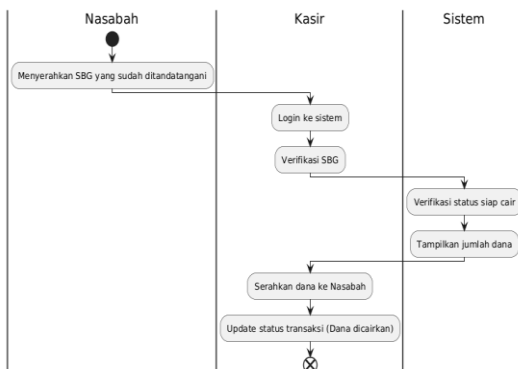 Nasabah
Kasir
Sistem
Menyerahkan SBG yang sudah ditandatangani
Login ke sistem
Verifikasi SBG
Verifikasi status siap cair
Tampilkan jumlah dana
Serahkan dana ke Nasabah
Update status transaksi (Dana dicairkan)